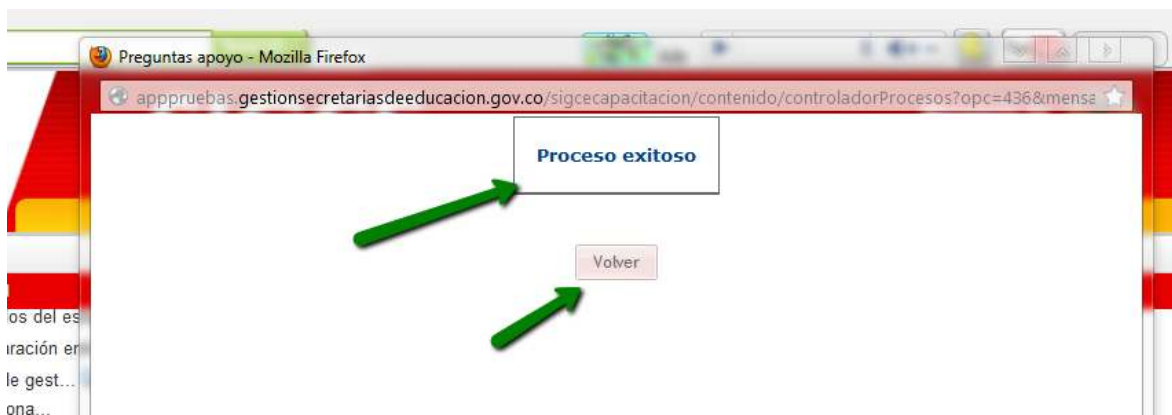 Preguntas apoyo - Mozilla Firefox
apppruebas.gestionsecretariasdeeducacion.gov.co/sigcecapacitacion/contenido/controladorProcesos?opc=436&mensa
Proceso exitoso
Volver
os del es
ración en
le gest...
ona...